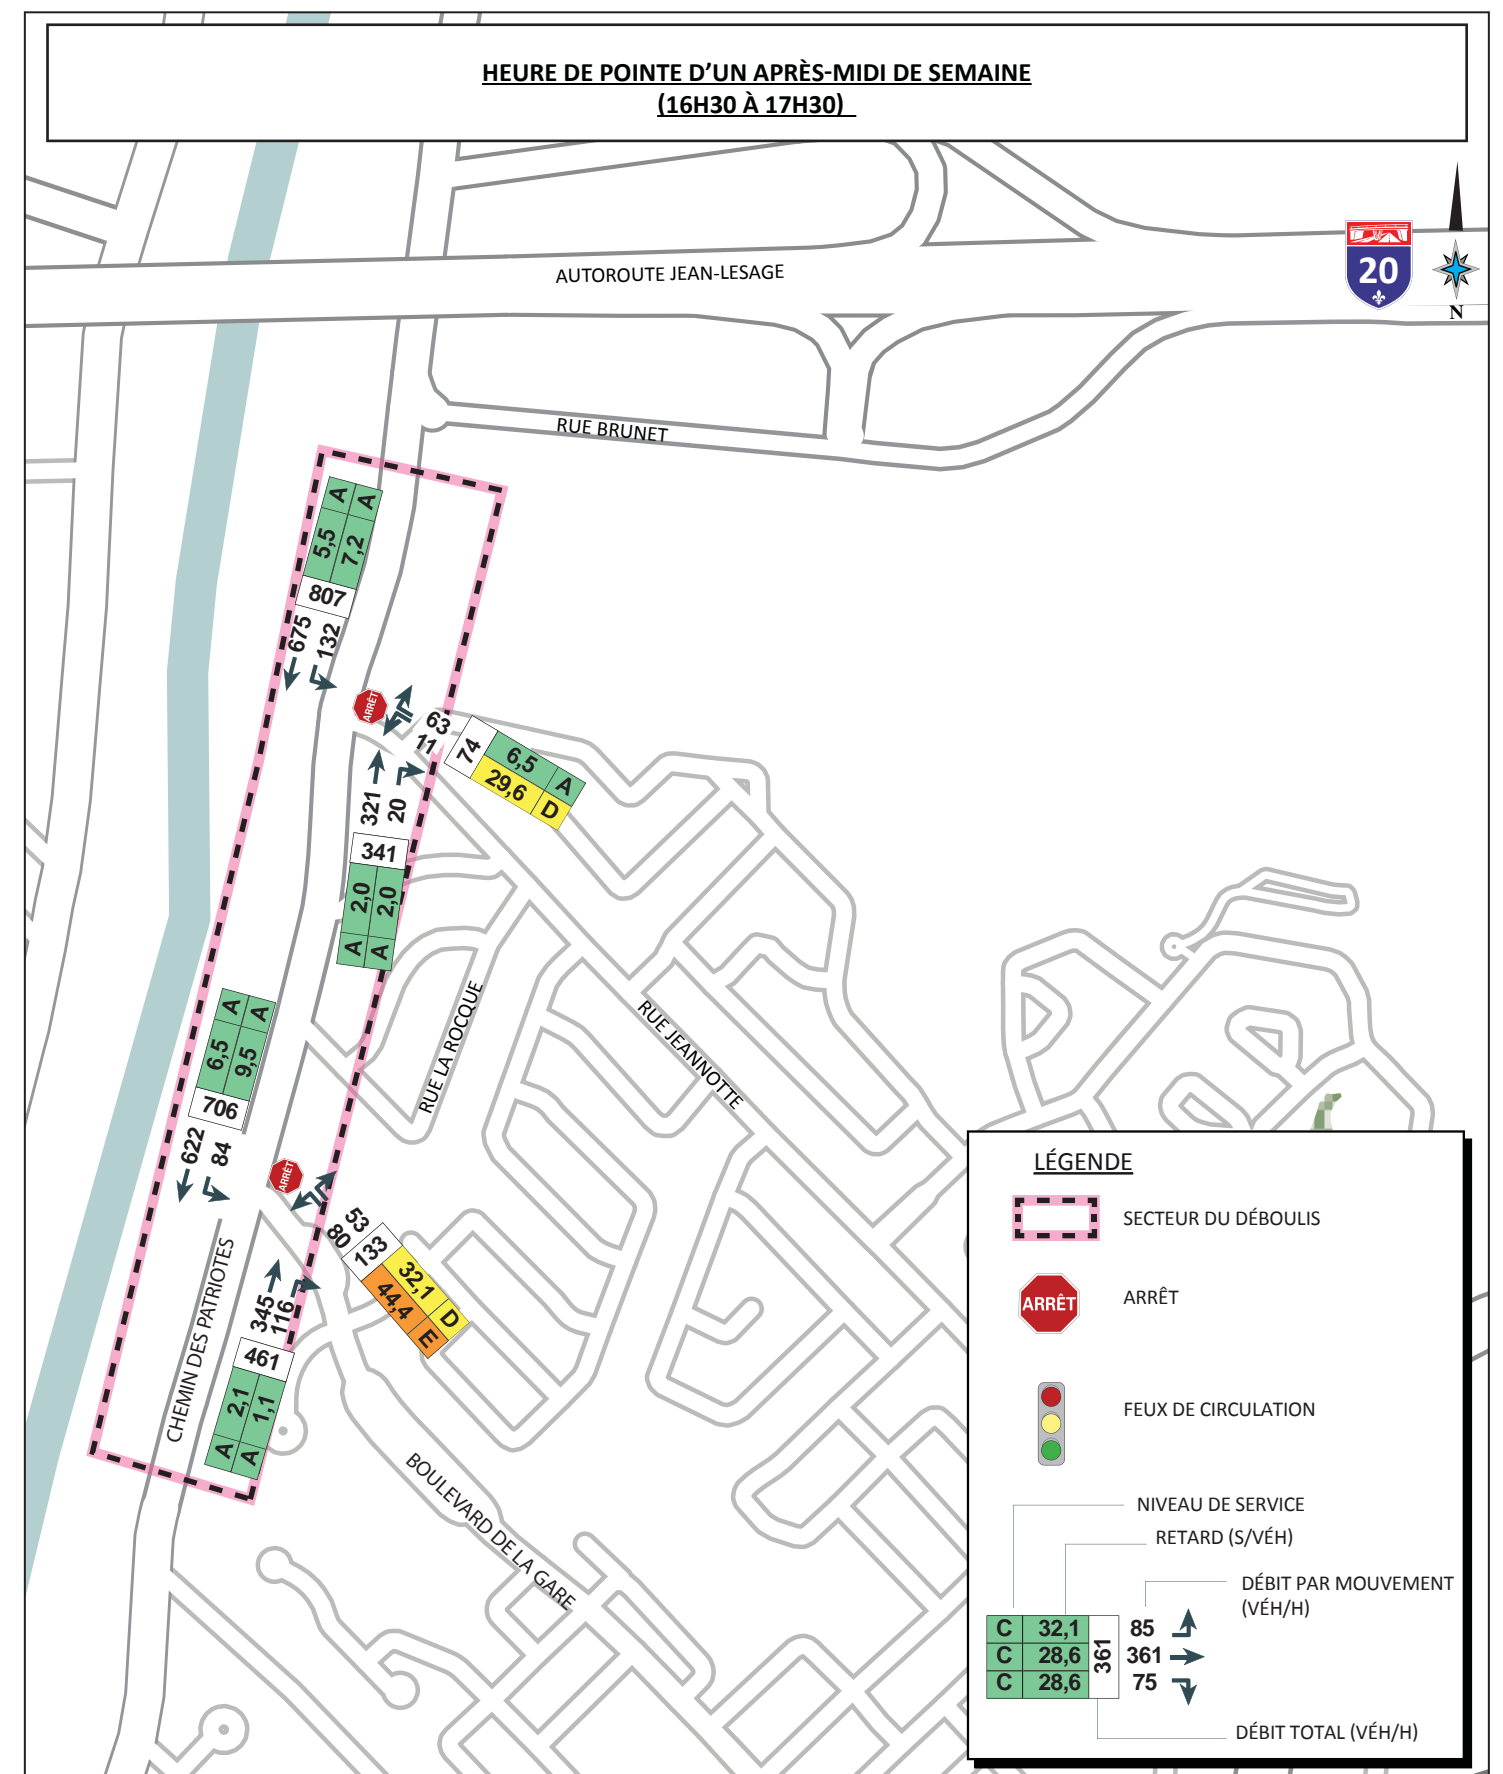 HEURE DE POINTE D'UN APRÈS-MIDI DE SEMAINE
(16H30 À 17H30)
AUTOROUTE JEAN-LESAGE
20
N
RUE BRUNET
A A
5,5 7,2
807
675 132
ARRÊT
63
11
74
6,5 A
29,6 D
321 20
341
2,0 2,0
A A
RUE LA ROCQUE
RUE JEANNOTTE
A A
6,5 9,5
706
622 84
ARRÊT
53
80
133
32,1 D
44,4 E
CHEMIN DES PATRIOTES
345 116
461
2,1 1,1
A A
BOULEVARD DE LA GARE
LÉGENDE
SECTEUR DU DÉBOULIS
ARRÊT
ARRÊT
FEUX DE CIRCULATION
NIVEAU DE SERVICE
RETARD (S/VÉH)
DÉBIT PAR MOUVEMENT
(VÉH/H)
C 32,1 85
C 28,6 361 361
C 28,6 75
DÉBIT TOTAL (VÉH/H)